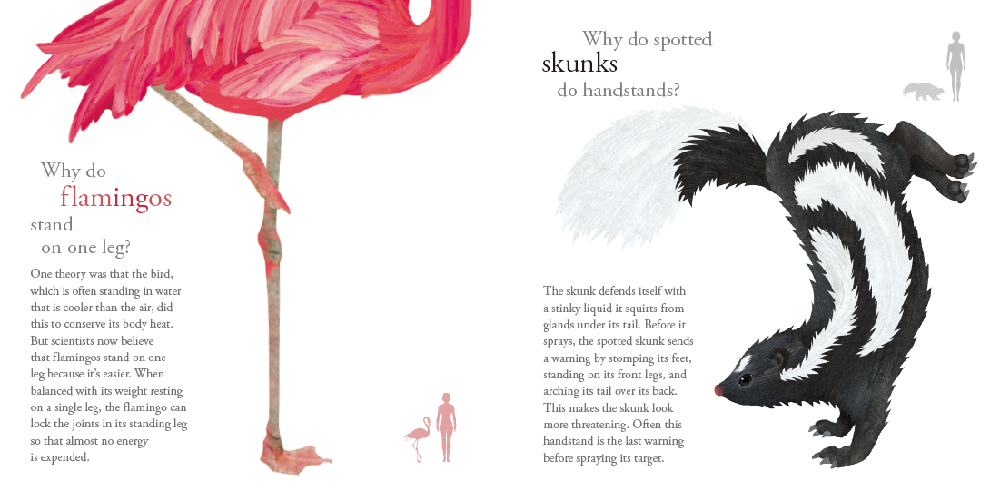 Why do
flamingos
stand
on one leg?
One theory was that the bird,
which is often standing in water
that is cooler than the air, did
this to conserve its body heat.
But scientists now believe
that flamingos stand on one
leg because it’s easier. When
balanced with its weight resting
on a single leg, the flamingo can
lock the joints in its standing leg
so that almost no energy
is expended.
Why do spotted
skunks
do handstands?
The skunk defends itself with
a stinky liquid it squirts from
glands under its tail. Before it
sprays, the spotted skunk sends
a warning by stomping its feet,
standing on its front legs, and
arching its tail over its back.
This makes the skunk look
more threatening. Often this
handstand is the last warning
before spraying its target.